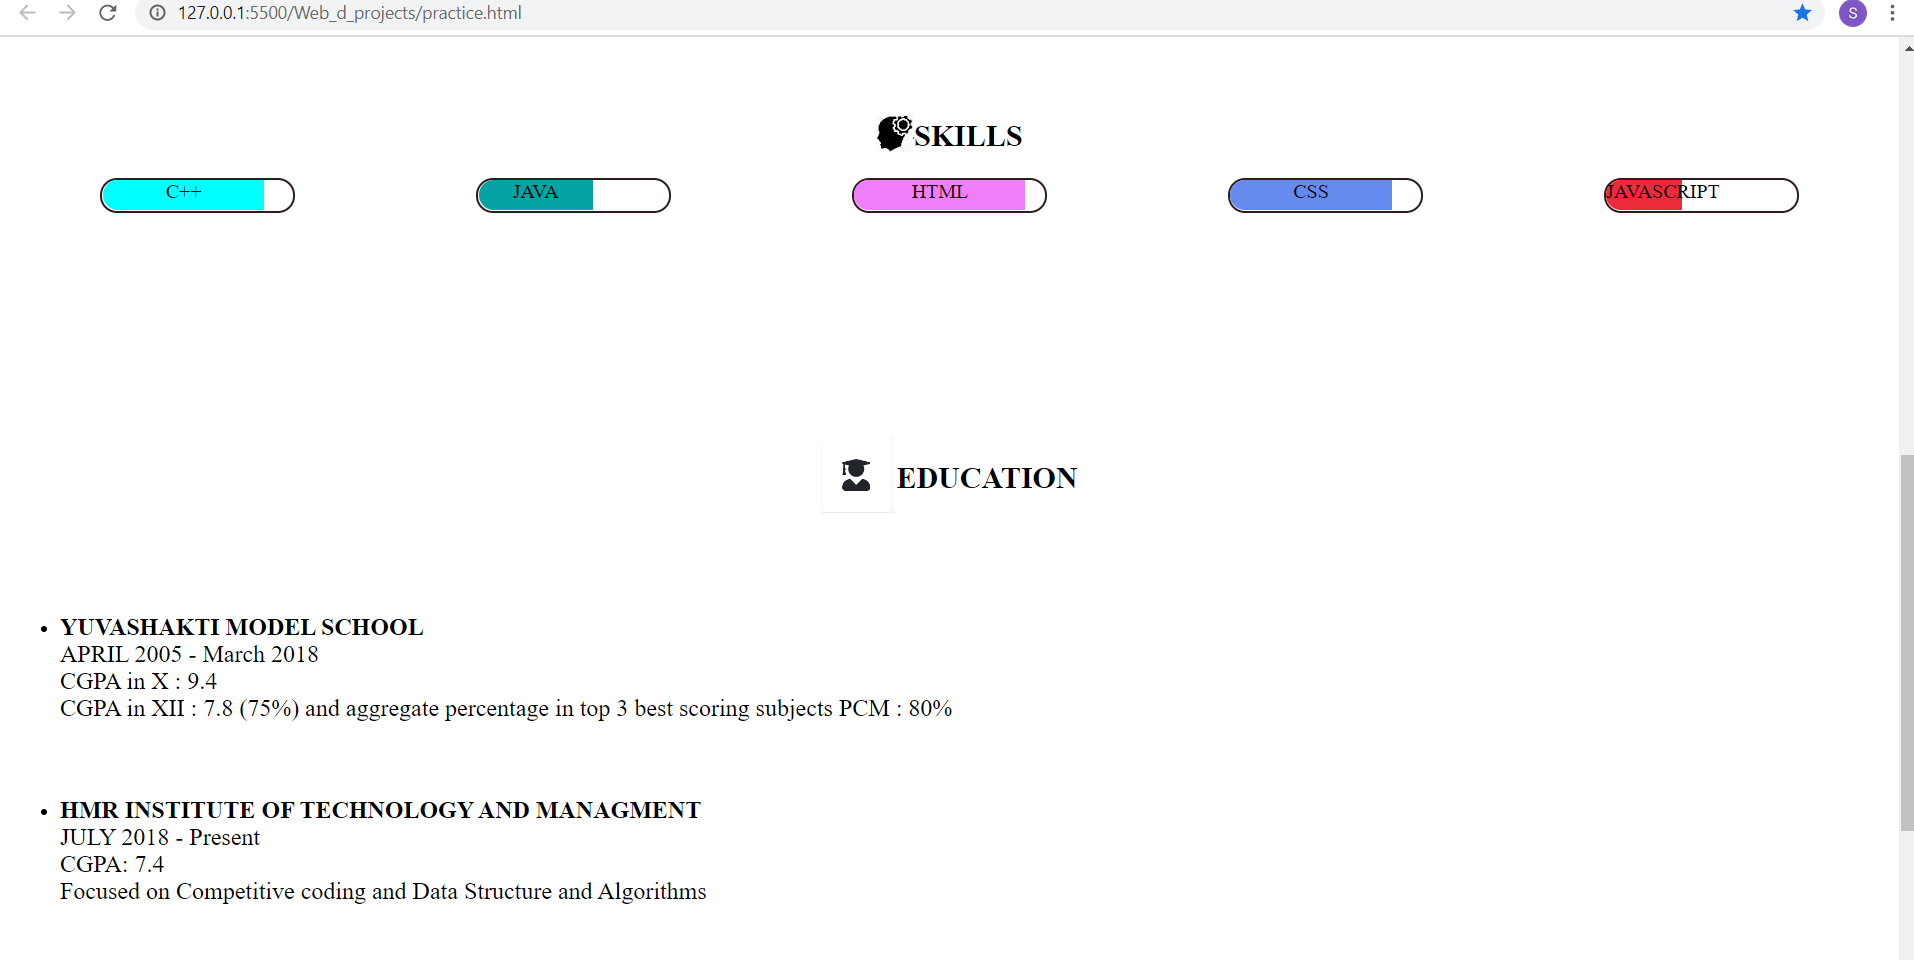 127.0.0.1:5500/Web_d_projects/practice.html
S
SKILLS
C++ JAVA HTML CSS JAVASCRIPT
EDUCATION
YUVASHAKTI MODEL SCHOOL
APRIL 2005 - March 2018
CGPA in X : 9.4
CGPA in XII : 7.8 (75%) and aggregate percentage in top 3 best scoring subjects PCM : 80%
HMR INSTITUTE OF TECHNOLOGY AND MANAGMENT
JULY 2018 - Present
CGPA: 7.4
Focused on Competitive coding and Data Structure and Algorithms